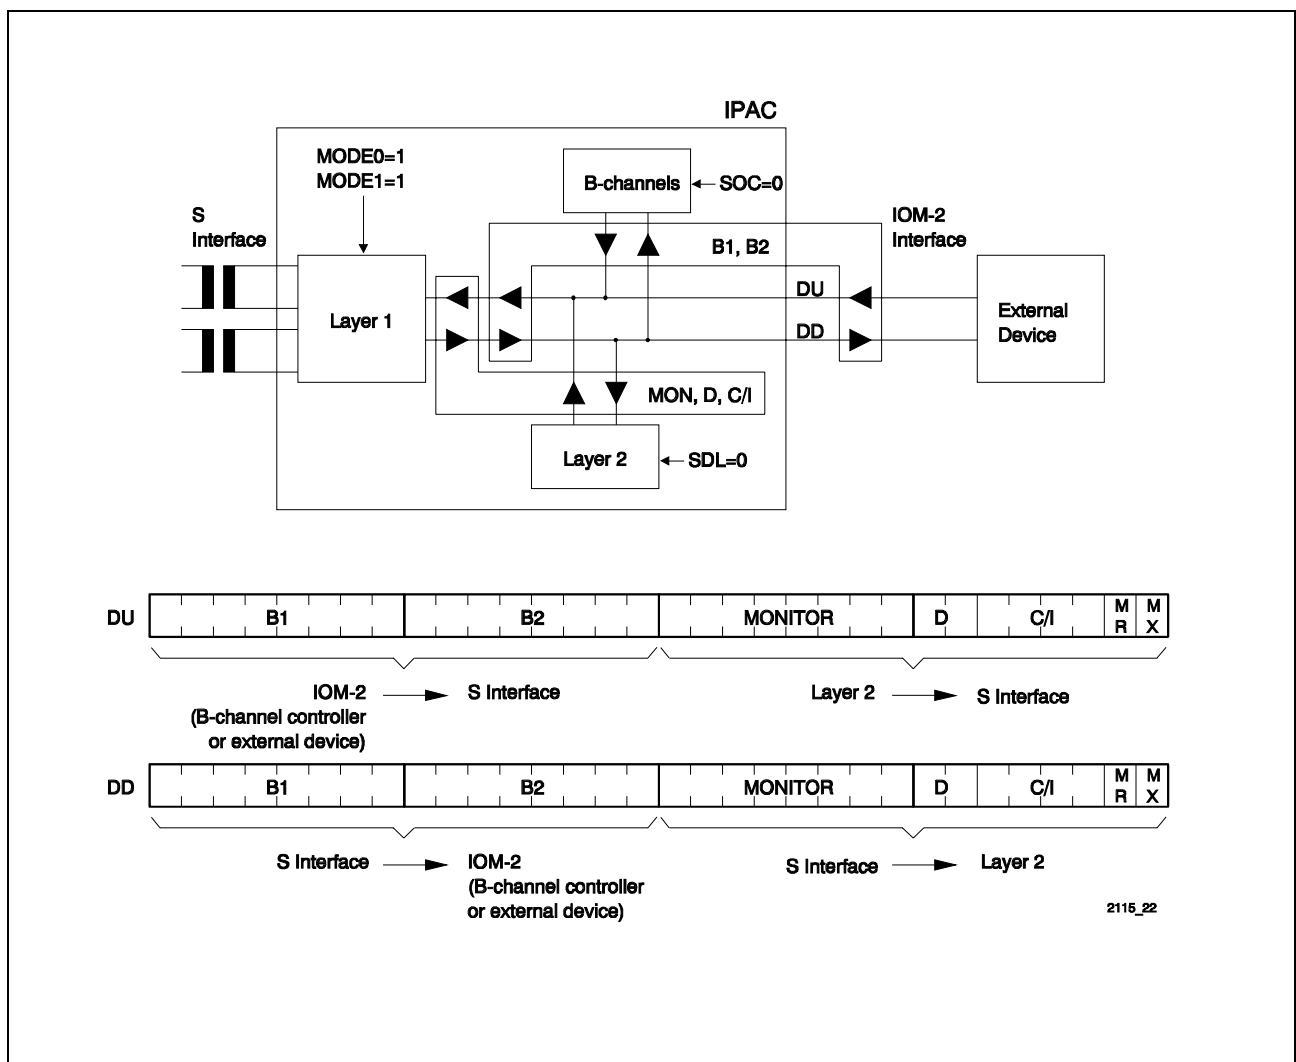 IPAC
MODE0=1
MODE1=1
B-channels
SOC=0
S
Interface
IOM-2
Interface
B1, B2
DU
Layer 1
External
Device
DD
MON, D, C/I
Layer 2
SDL=0
DU B1 B2 MONITOR D C/I M R M X
IOM-2 S Interface
(B-channel controller
or external device)
Layer 2 S Interface
DD B1 B2 MONITOR D C/I M R M X
S Interface IOM-2
(B-channel controller
or external device)
S Interface Layer 2
2115_22